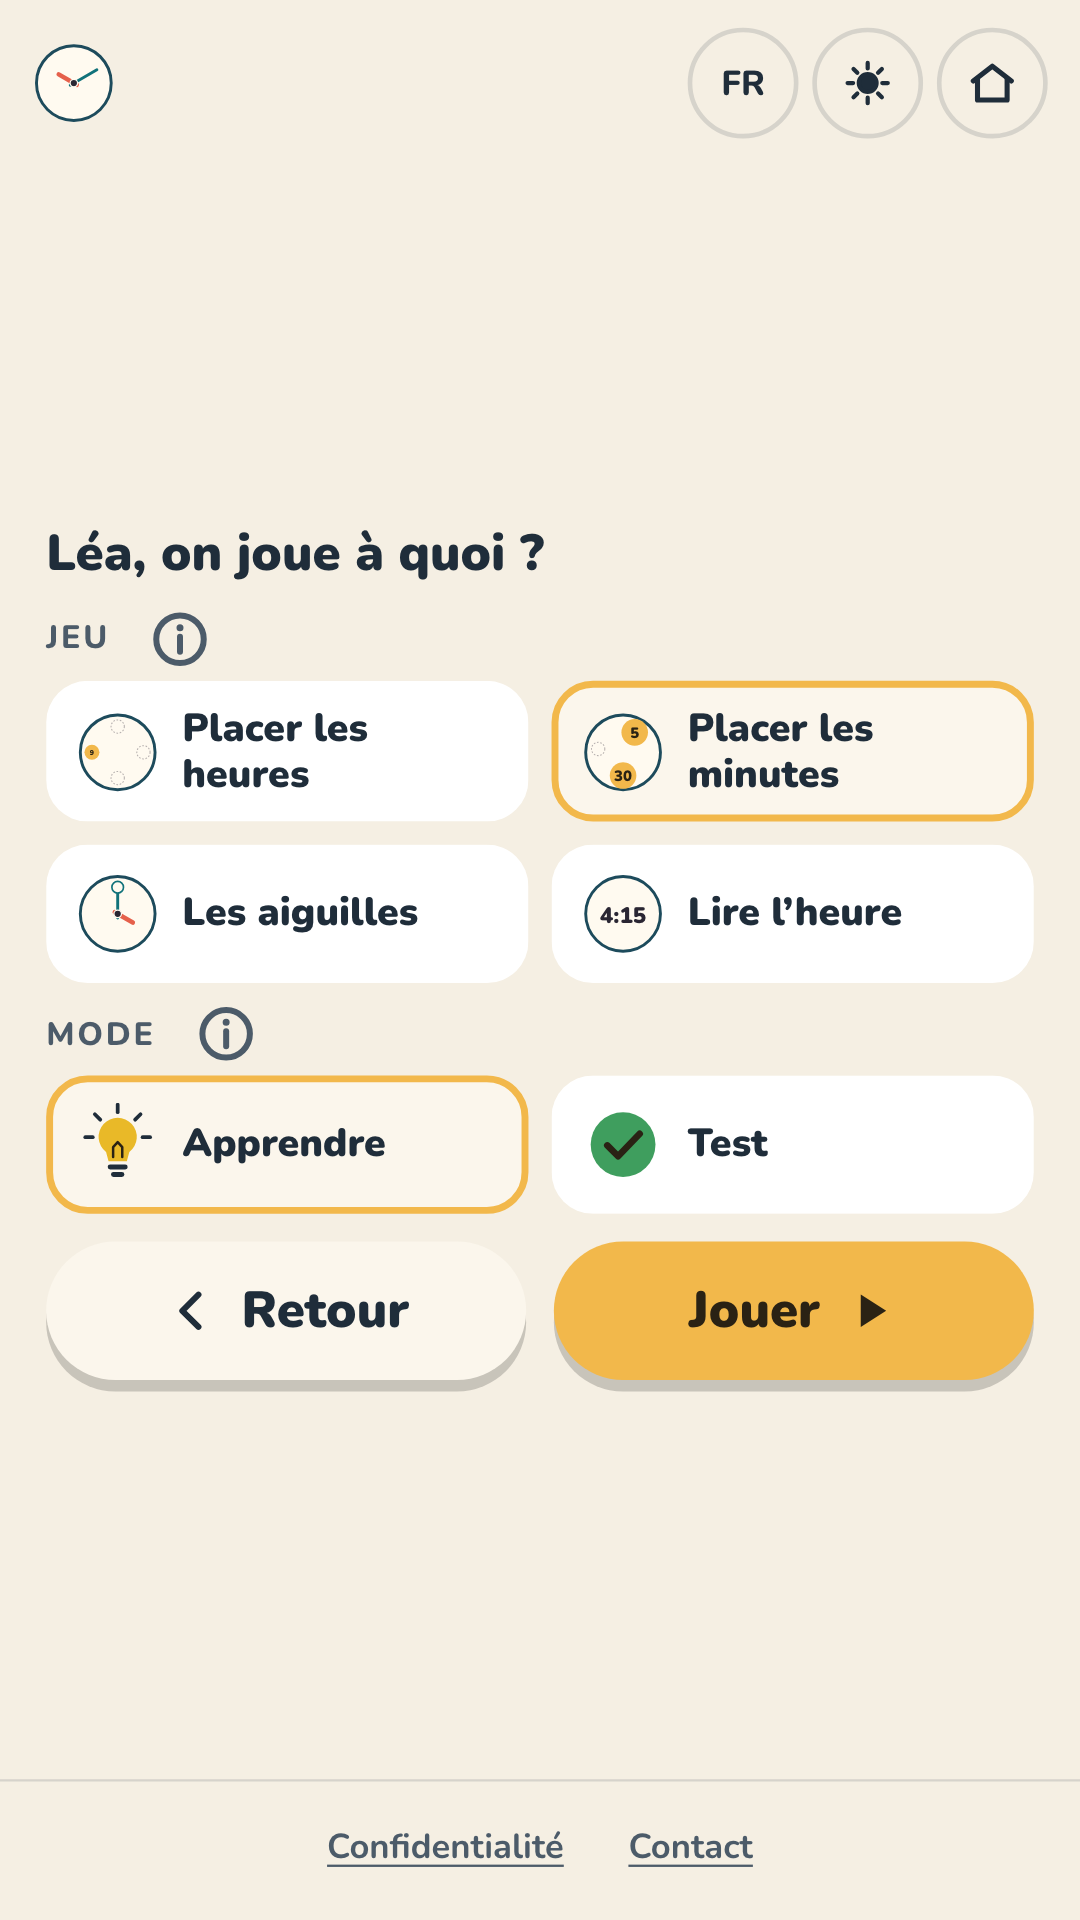 FR
Léa, on joue à quoi ?
JEU
9
Placer les
heures
5
30
Placer les
minutes
Les aiguilles
4:15
Lire l’heure
MODE
Apprendre
Test
Retour
Jouer
Confidentialité
Contact